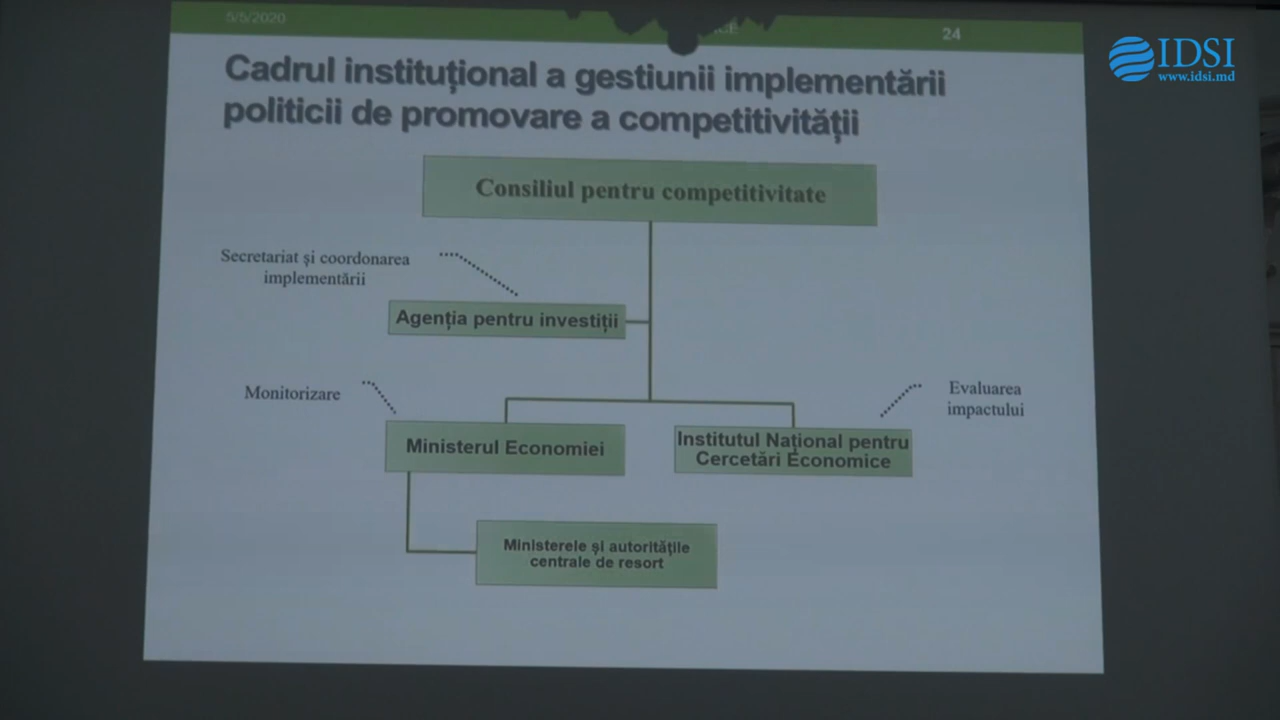 5/5/2020
24
IDSI
www.idsi.md
Cadrul instituțional a gestiunii implementării
politicii de promovare a competitivității
Consiliul pentru competitivitate
Secretariat și coordonarea
implementării
Agenția pentru investiții
Monitorizare
Evaluarea
impactului
Ministerul Economiei
Institutul Național pentru
Cercetări Economice
Ministerele și autoritățile
centrale de resort